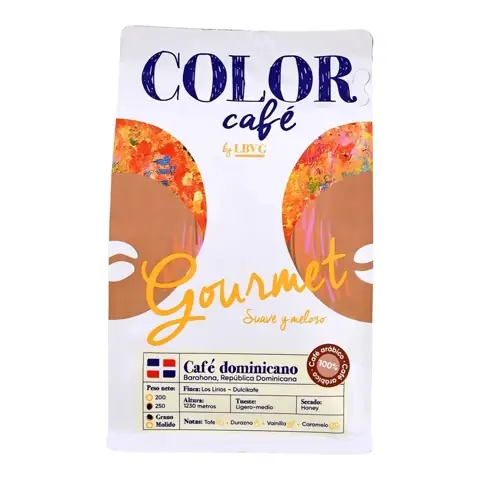 COLOR
café
by LBVG
Gourmet
Suave y meloso
Café dominicano
Barahona, República Dominicana
Café arábica · Café arábica ·
100%
Peso neto:
200
250
Grano
Molido
Finca: Los Lirios - Dulcikafe
Altura:
1230 metros
Tueste:
Ligero-medio
Secado:
Honey
Notas: Tofe · Durazno · Vainilla · Caramelo